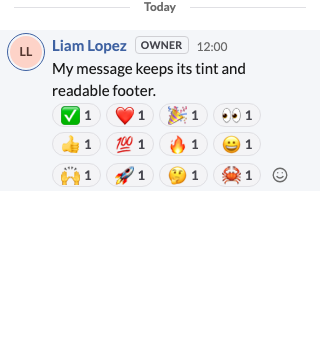 Today
LL
Liam Lopez OWNER 12:00
My message keeps its tint and
readable footer.
✅ 1 ❤️ 1 🎉 1 👀 1
👍 1 💯 1 🔥 1 😀 1
🙌 1 🚀 1 🤔 1 🦀 1